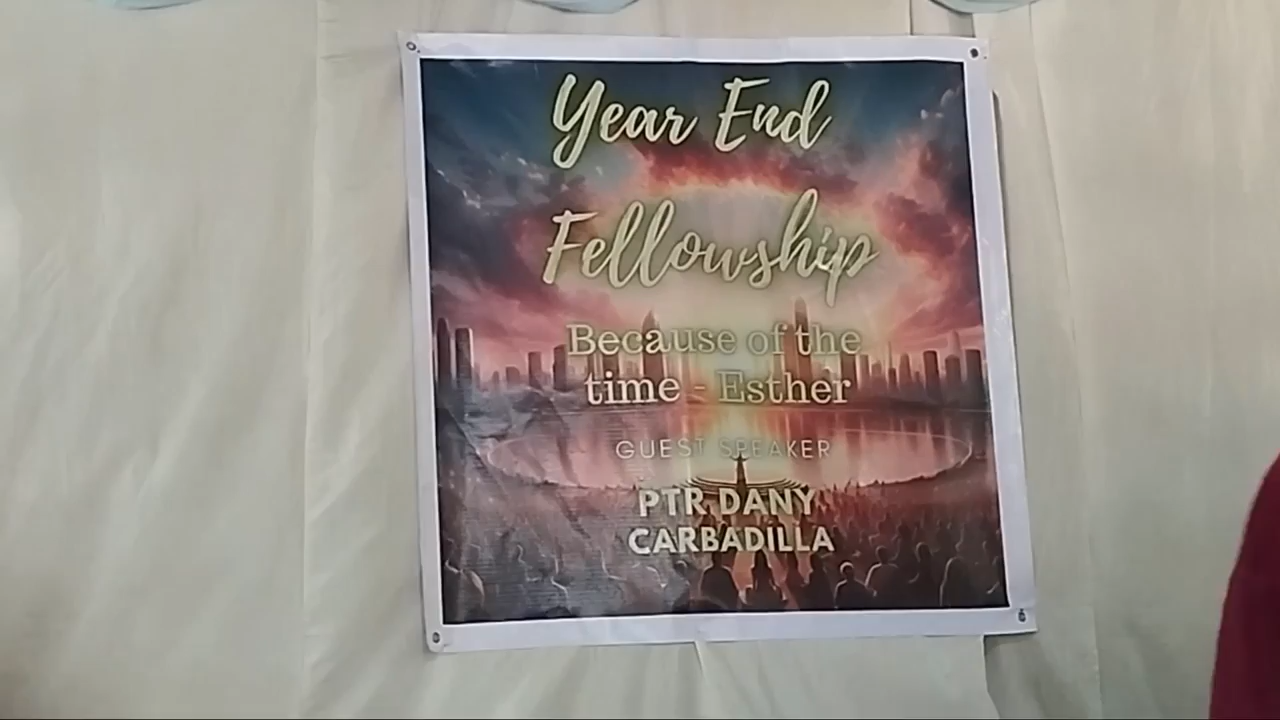 Year End
Fellowship
Because of the
time - Esther
GUEST SPEAKER
PTR DANY
CARBADILLA